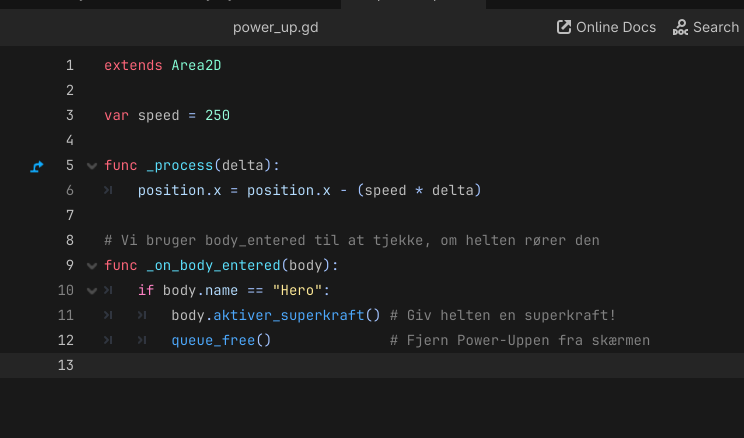 power_up.gd
Online Docs
Search
1 extends Area2D
2
3 var speed = 250
4
5 func _process(delta):
6 position.x = position.x - (speed * delta)
7
8 # Vi bruger body_entered til at tjekke, om helten rører den
9 func _on_body_entered(body):
10 if body.name == "Hero":
11 body.aktiver_superkraft() # Giv helten en superkraft!
12 queue_free() # Fjern Power-Uppen fra skærmen
13